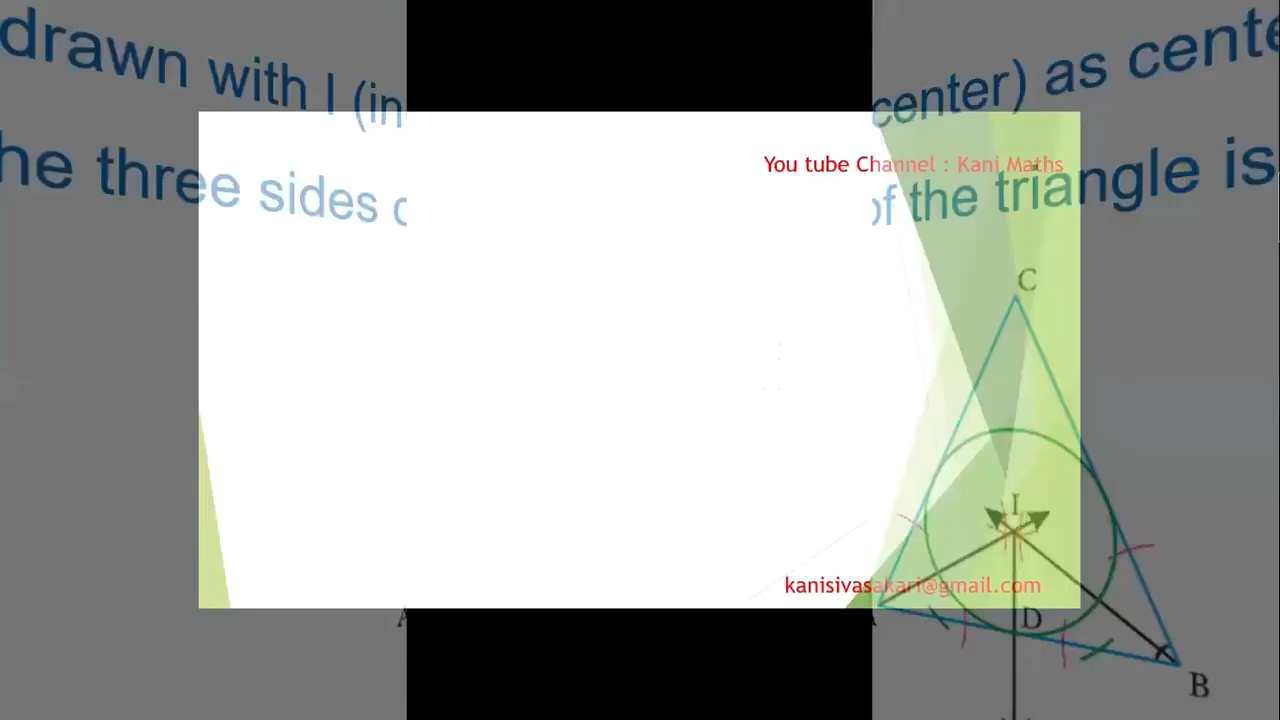 drawn with I (in
center) as cente
You tube Channel : Kani Maths
he three sides
of the triangle is
C
I
kanisivasakari@gmail.com
A
D
B